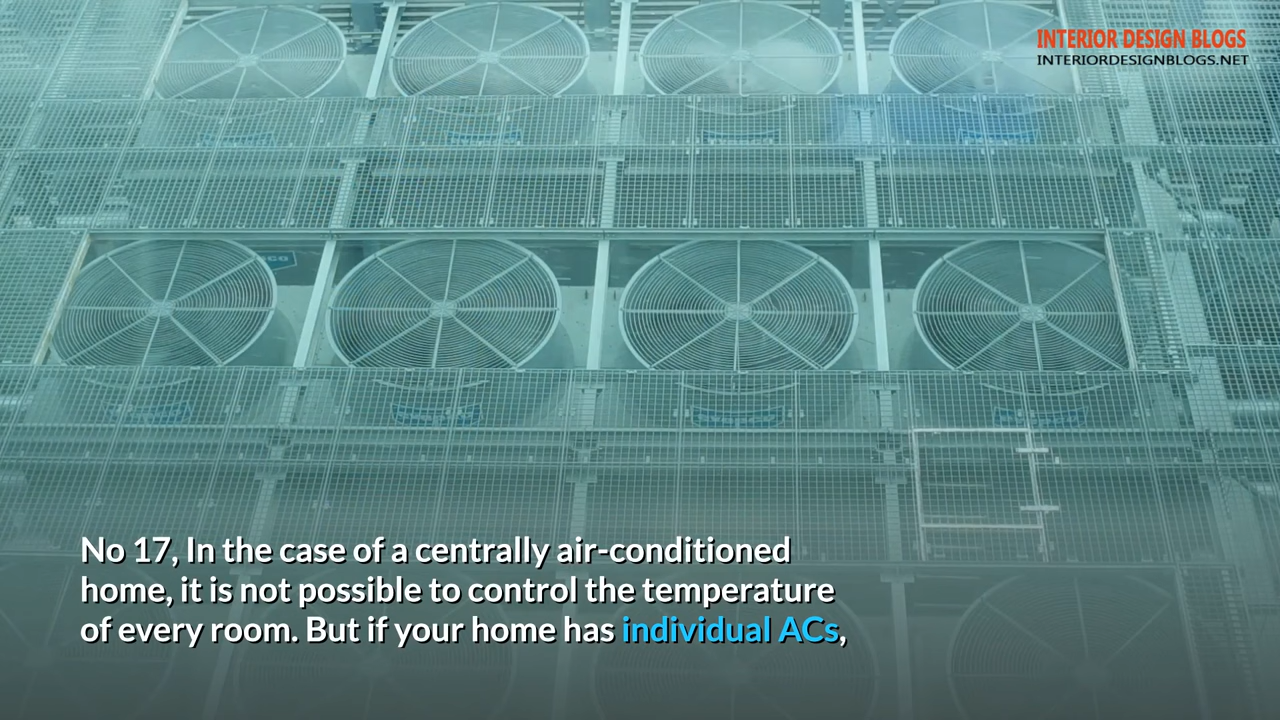 INTERIOR DESIGN BLOGS
INTERIORDESIGNBLOGS.NET
No 17, In the case of a centrally air-conditioned
home, it is not possible to control the temperature
of every room. But if your home has individual ACs,